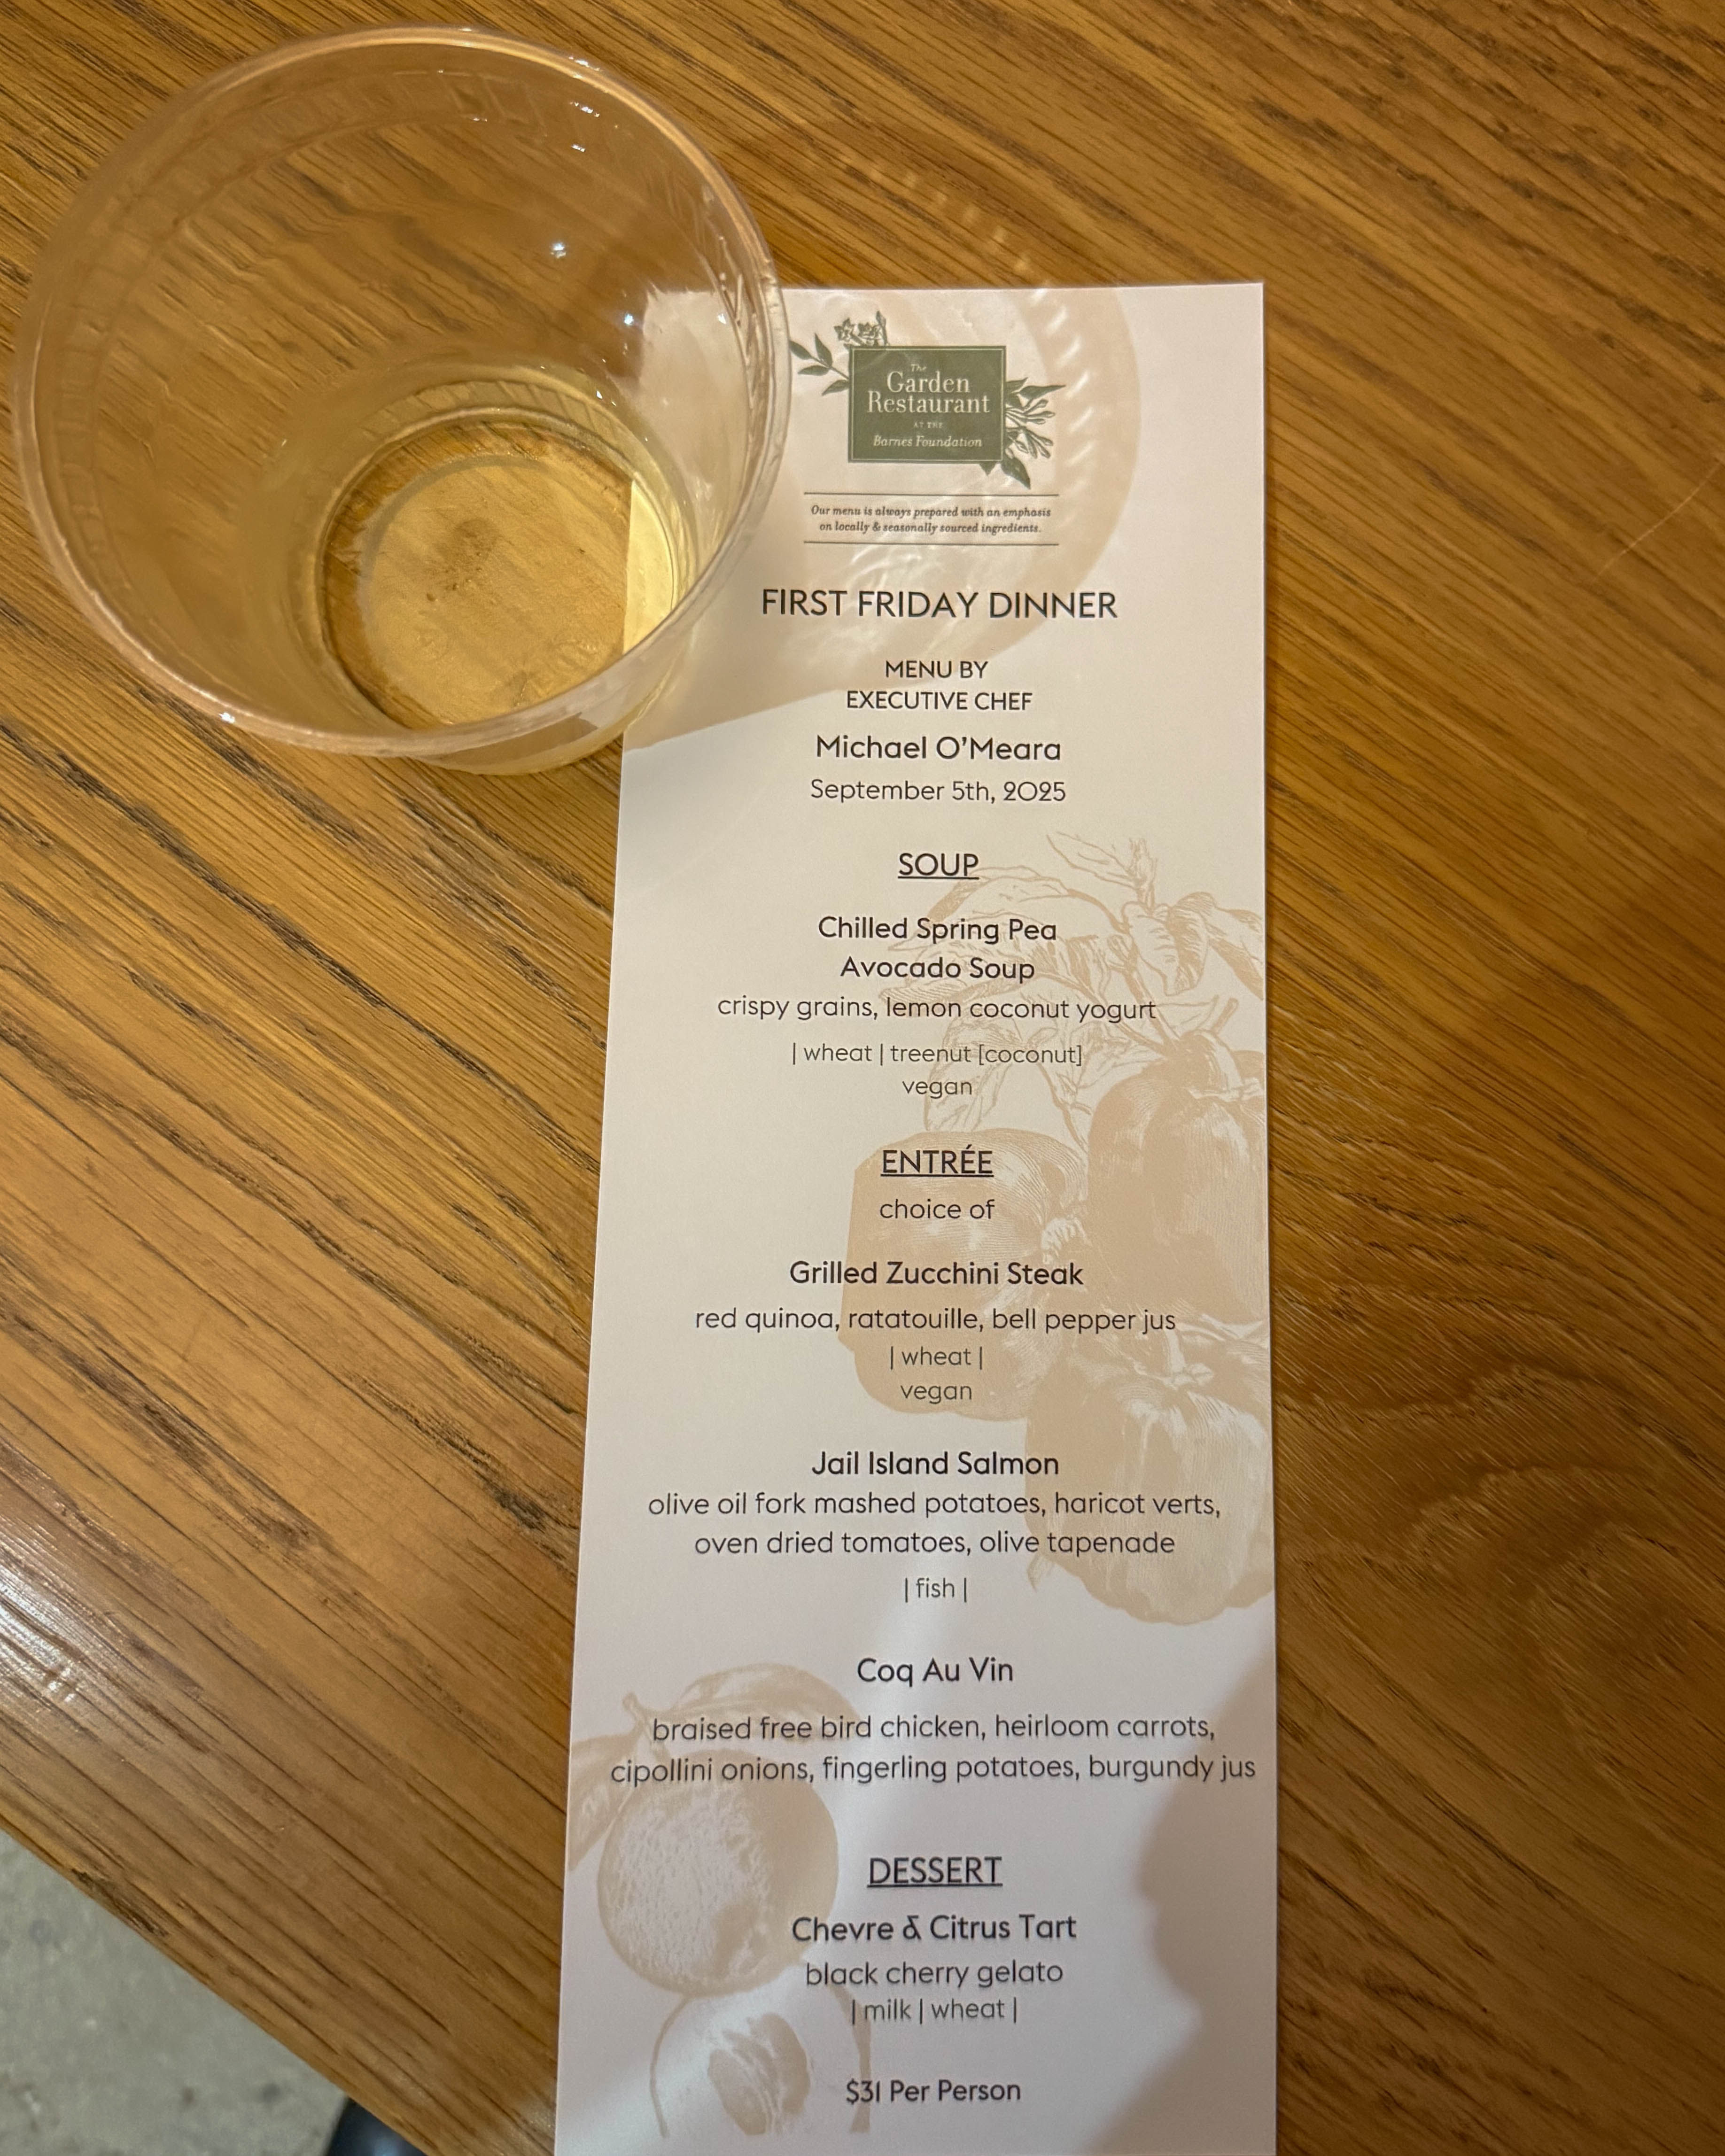 The
Garden
Restaurant
AT THE
Barnes Foundation
Our menu is always prepared with an emphasis
on locally & seasonally sourced ingredients.
FIRST FRIDAY DINNER
MENU BY
EXECUTIVE CHEF
Michael O'Meara
September 5th, 2025
SOUP
Chilled Spring Pea
Avocado Soup
crispy grains, lemon coconut yogurt
| wheat | treenut [coconut]
vegan
ENTRÉE
choice of
Grilled Zucchini Steak
red quinoa, ratatouille, bell pepper jus
| wheat |
vegan
Jail Island Salmon
olive oil fork mashed potatoes, haricot verts,
oven dried tomatoes, olive tapenade
| fish |
Coq Au Vin
braised free bird chicken, heirloom carrots,
cipollini onions, fingerling potatoes, burgundy jus
DESSERT
Chevre & Citrus Tart
black cherry gelato
| milk | wheat |
$31 Per Person